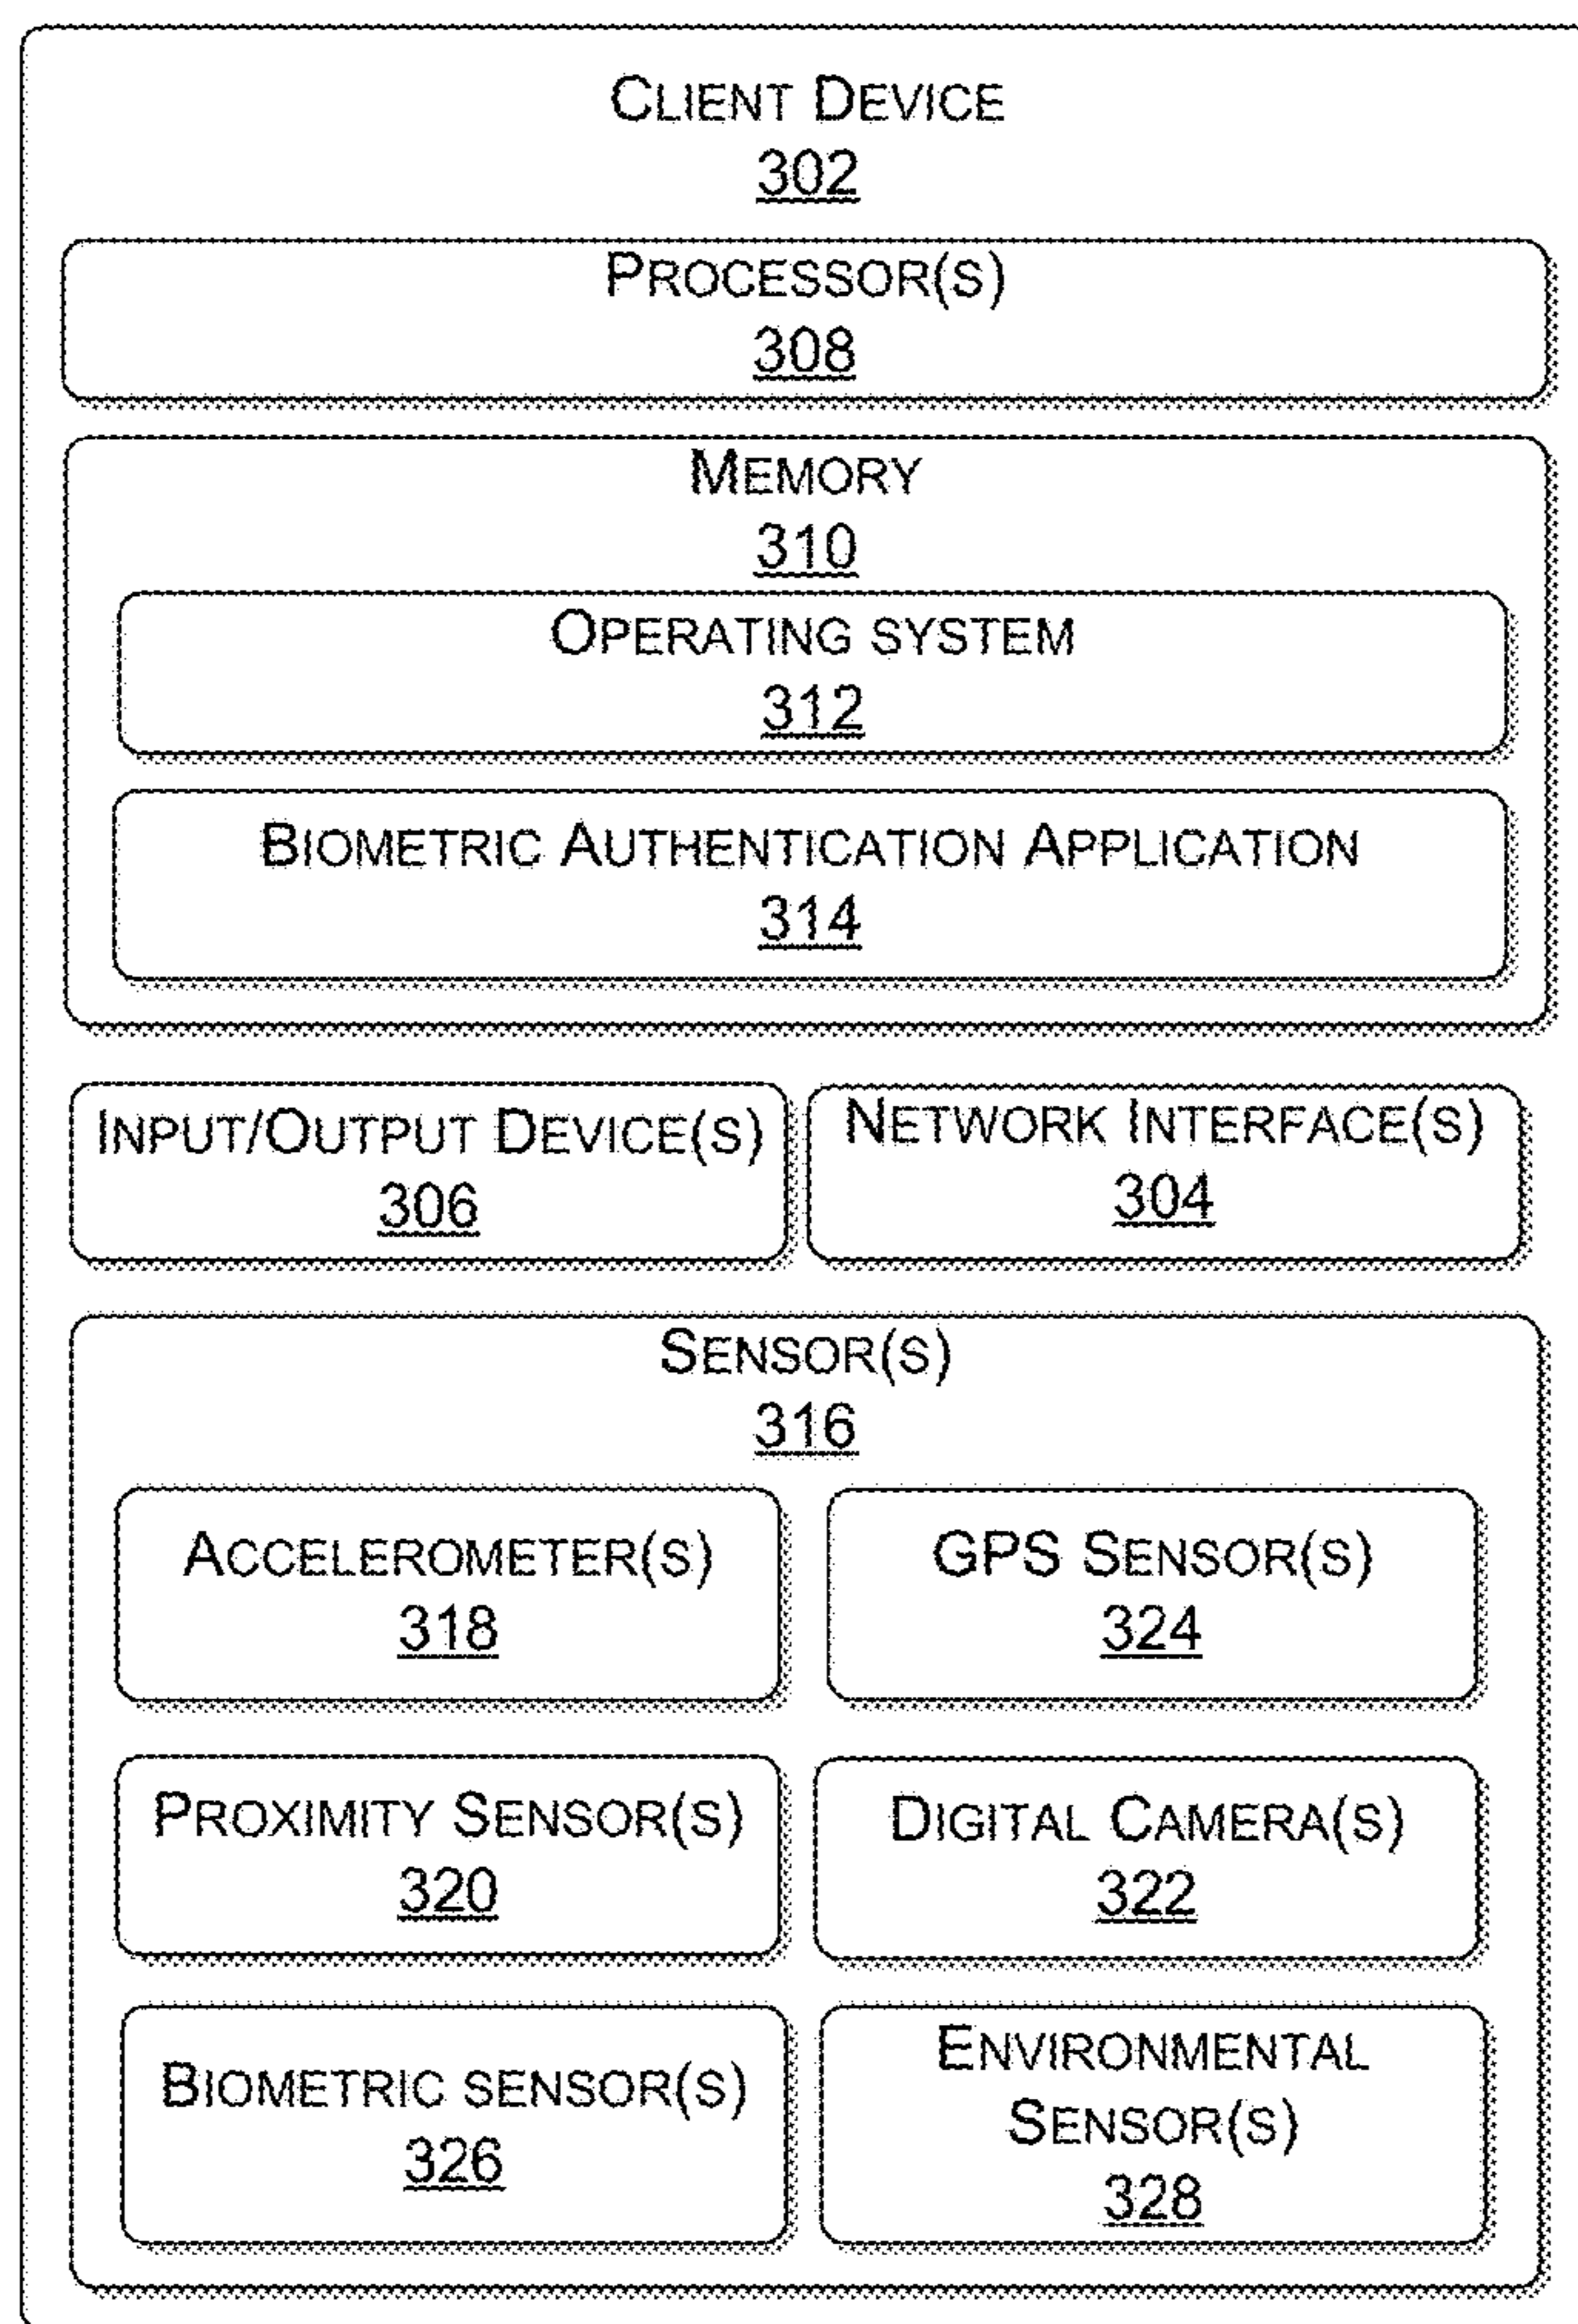 CLIENT DEVICE
302
PROCESSOR(S)
308
MEMORY
310
OPERATING SYSTEM
312
BIOMETRIC AUTHENTICATION APPLICATION
314
INPUT/OUTPUT DEVICE(S)
306
NETWORK INTERFACE(S)
304
SENSOR(S)
316
ACCELEROMETER(S)
318
GPS SENSOR(S)
324
PROXIMITY SENSOR(S)
320
DIGITAL CAMERA(S)
322
BIOMETRIC SENSOR(S)
326
ENVIRONMENTAL
SENSOR(S)
328